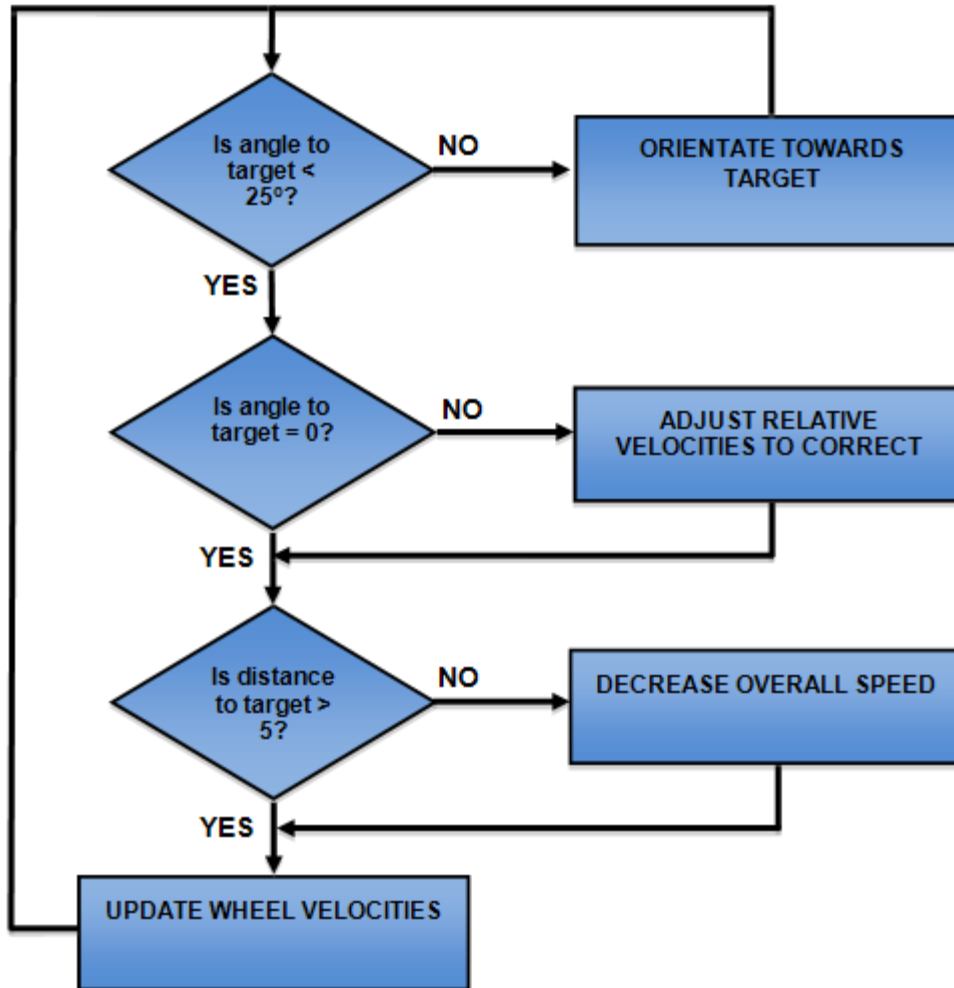 Is angle to
target <
25º?
NO
ORIENTATE TOWARDS
TARGET
YES
Is angle to
target = 0?
NO
ADJUST RELATIVE
VELOCITIES TO CORRECT
YES
Is distance
to target >
5?
NO
DECREASE OVERALL SPEED
YES
UPDATE WHEEL VELOCITIES